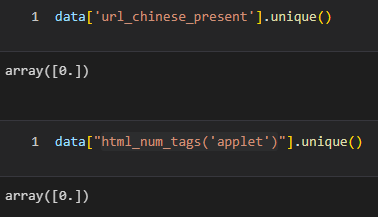 1 data['url_chinese_present'].unique()
array([0.])
1 data["html_num_tags('applet')"].unique()
array([0.])